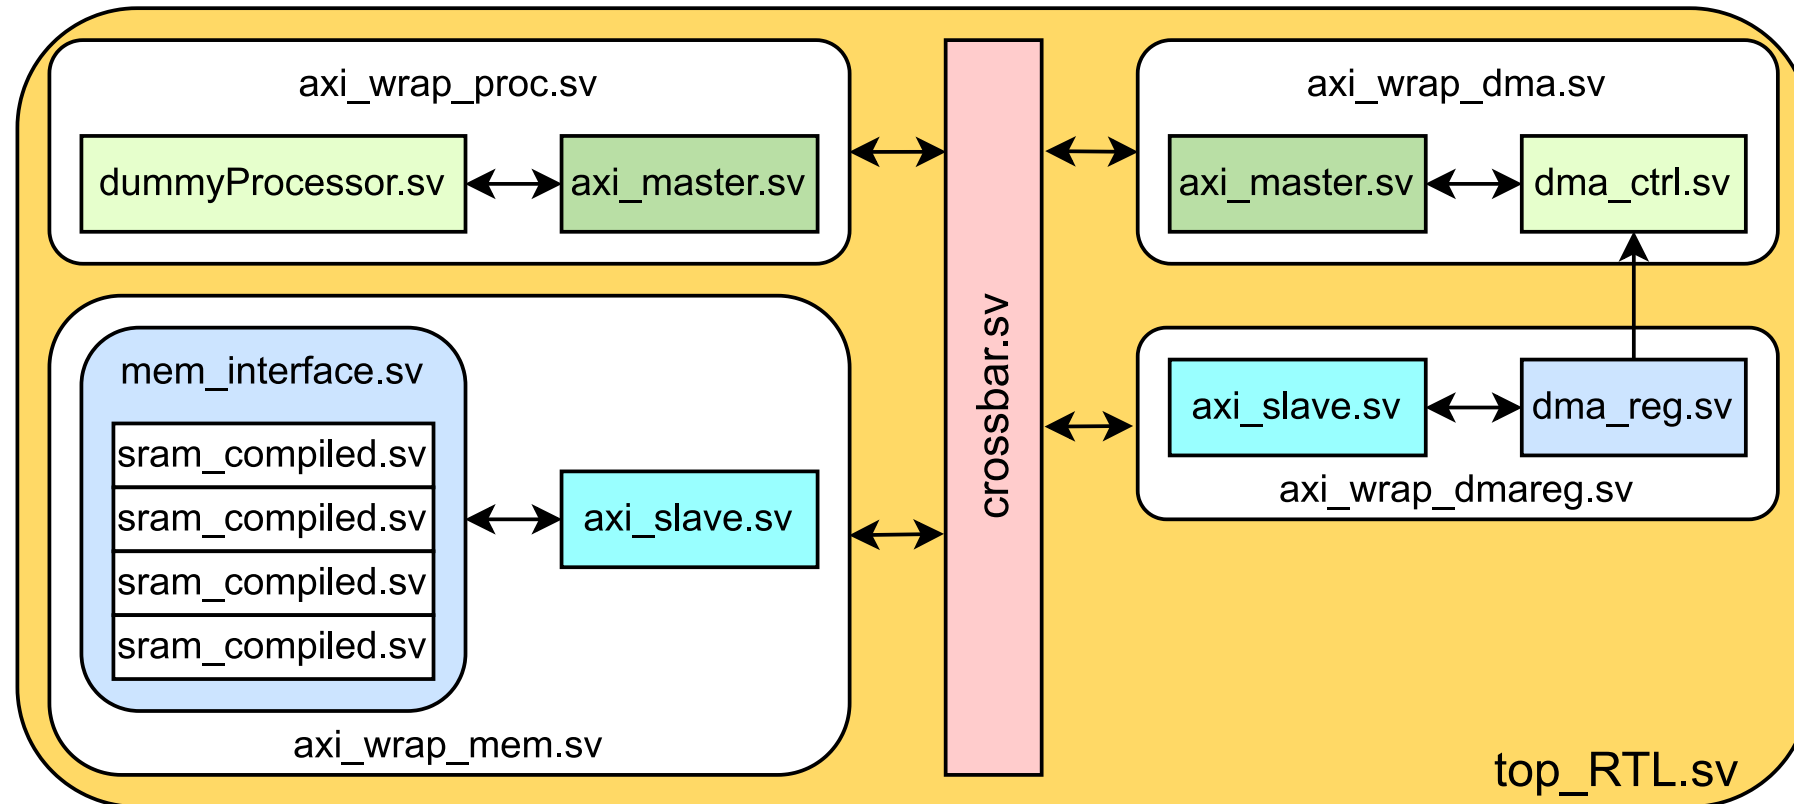 axi_wrap_proc.sv
dummyProcessor.sv
axi_master.sv
mem_interface.sv
sram_compiled.sv
sram_compiled.sv
sram_compiled.sv
sram_compiled.sv
axi_slave.sv
axi_wrap_mem.sv
crossbar.sv
axi_wrap_dma.sv
axi_master.sv
dma_ctrl.sv
axi_slave.sv
dma_reg.sv
axi_wrap_dmareg.sv
top_RTL.sv